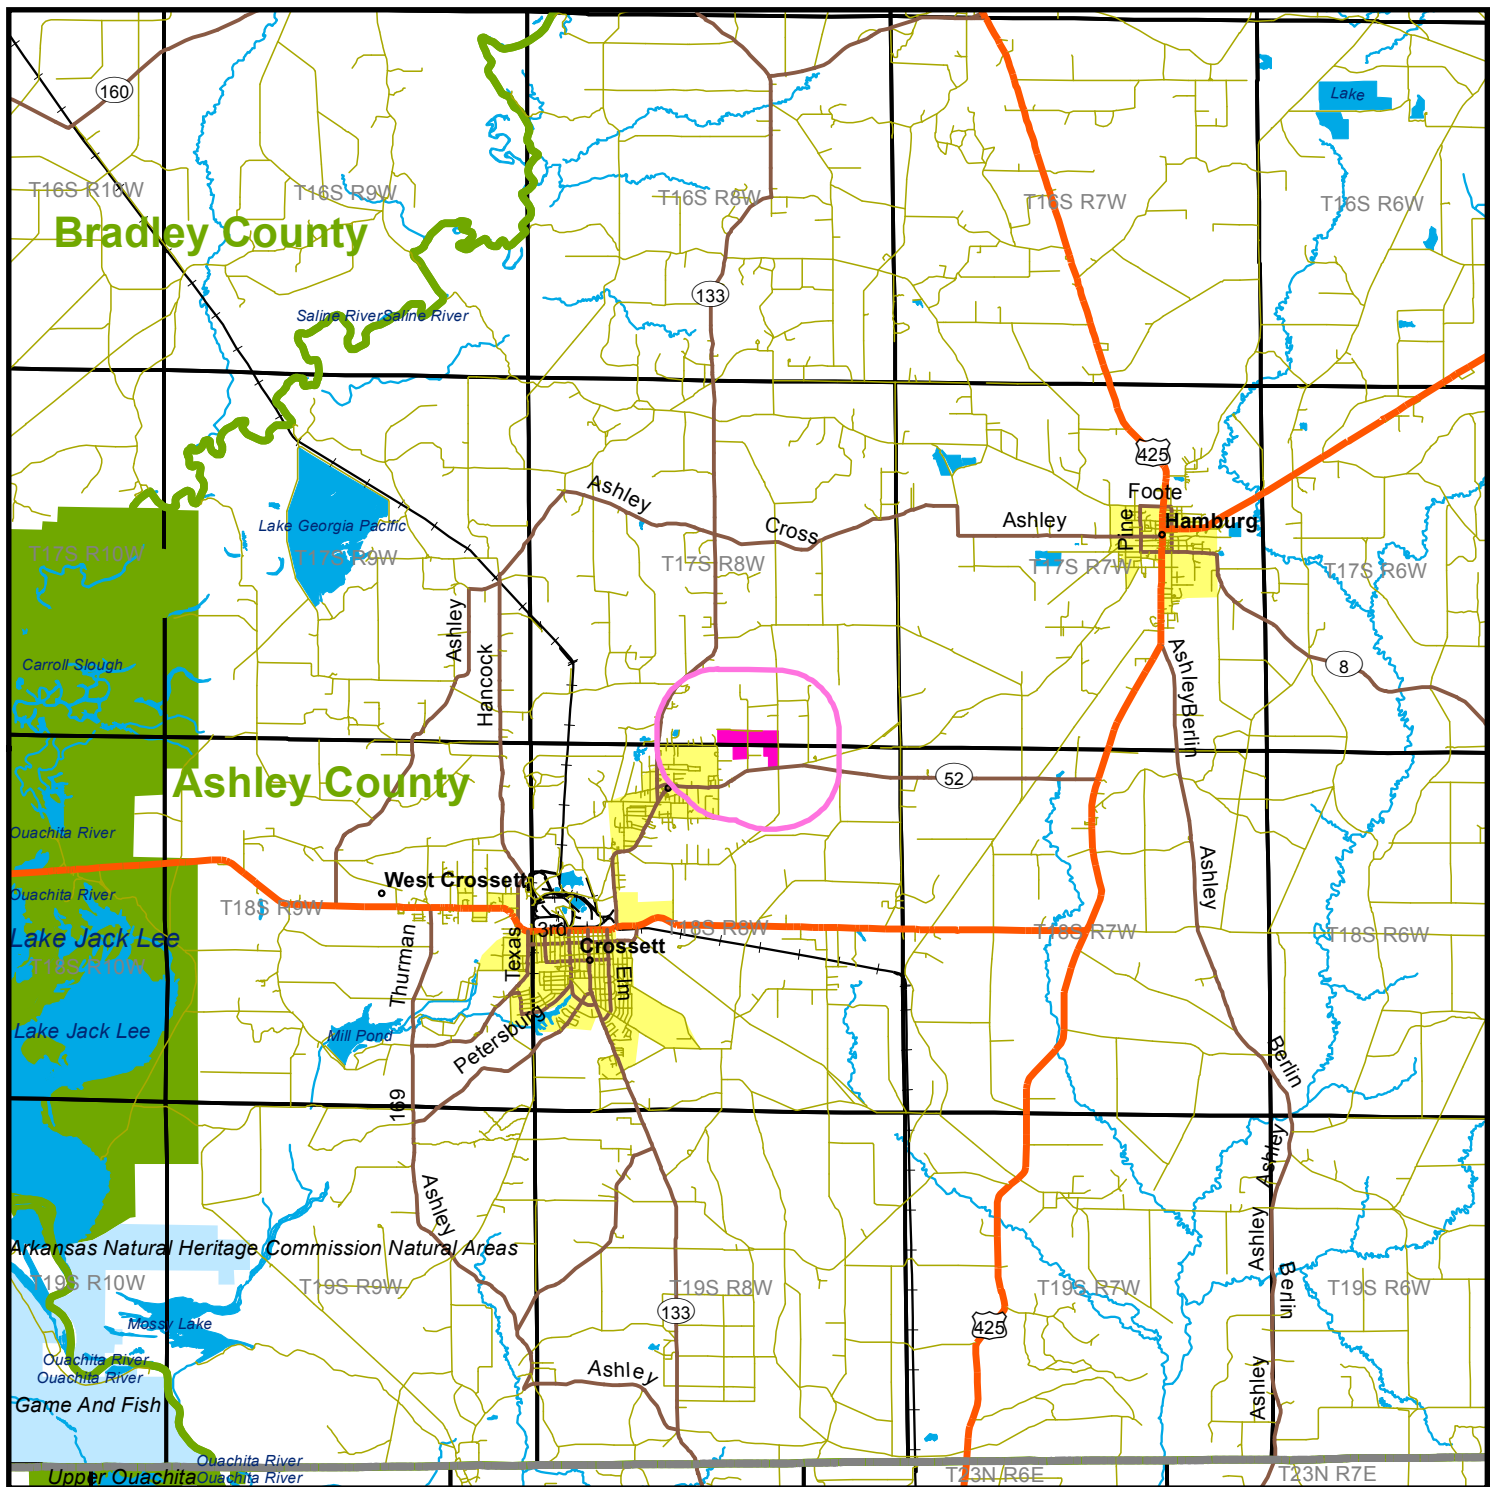 160
Lake
T16S R10W
T16S R9W
T16S R8W
T16S R7W
T16S R6W
Bradley County
133
Saline River
Saline River
425
Ashley
Foote
Lake Georgia Pacific
Cross
Ashley
Pine
Hamburg
T17S R10W
T17S R9W
T17S R8W
T17S R7W
T17S R6W
Ashley
Hancock
Carroll Slough
8
Ashley
Berlin
Ashley County
52
Ouachita River
West Crossett
Ashley
Ouachita River
T18S R9W
3rd
T18S R8W
T18S R7W
T18S R6W
Lake Jack Lee
Crossett
T18S R10W
Thurman
Texas
Elm
Lake Jack Lee
Mill Pond
Petersburg
Berlin
169
Ashley
Ashley
Arkansas Natural Heritage Commission Natural Areas
Ashley
T19S R10W
T19S R9W
T19S R8W
T19S R7W
T19S R6W
Berlin
Mossy Lake
133
425
Ouachita River
Ouachita River
Ashley
Ashley
Game And Fish
Ouachita River
Upper Ouachita
Ouachita River
T23N R6E
T23N R7E